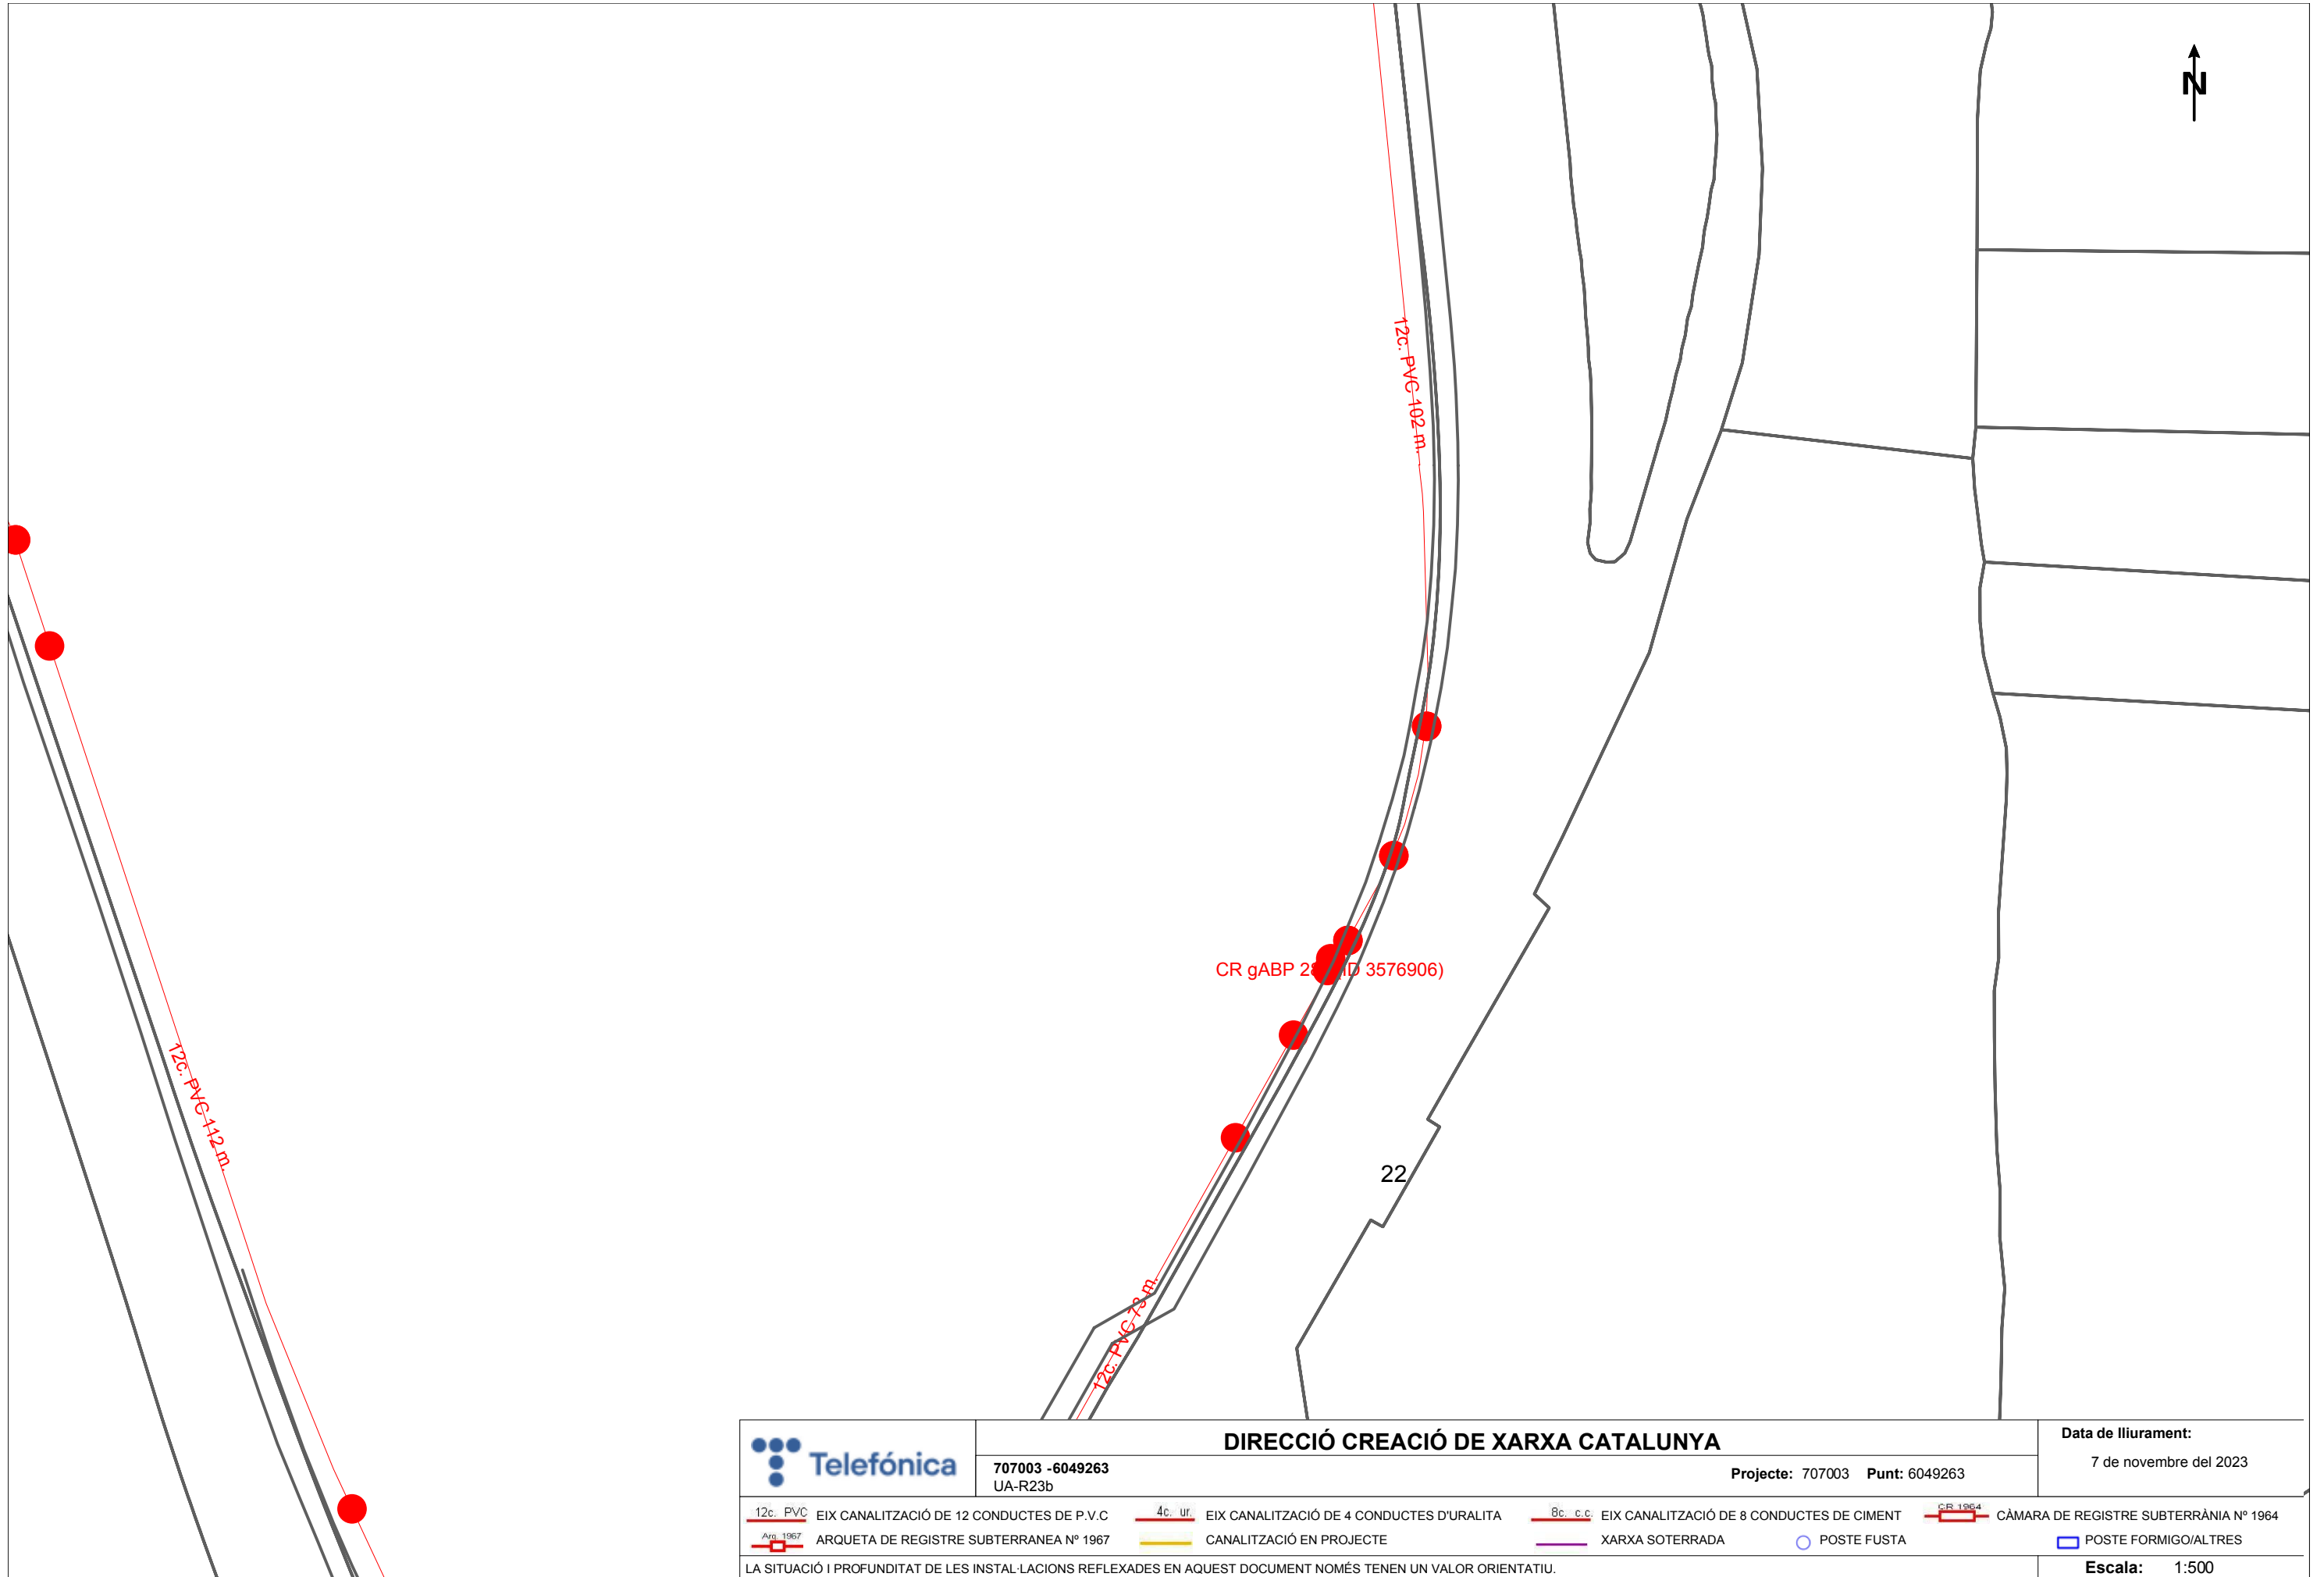 N
12c. PVC 102 m.
CR gABP 28 ID 3576906)
12c. PVC 112 m.
22
12c. PVC 73 m.
Telefónica
DIRECCIÓ CREACIÓ DE XARXA CATALUNYA
707003 -6049263
UA-R23b
Projecte: 707003 Punt: 6049263
Data de lliurament:
7 de novembre del 2023
12c. PVC EIX CANALITZACIÓ DE 12 CONDUCTES DE P.V.C
4c. ur. EIX CANALITZACIÓ DE 4 CONDUCTES D'URALITA
8c. c.c. EIX CANALITZACIÓ DE 8 CONDUCTES DE CIMENT
CR 1964 CÀMARA DE REGISTRE SUBTERRÀNIA Nº 1964
Arq. 1967 ARQUETA DE REGISTRE SUBTERRANEA Nº 1967
CANALITZACIÓ EN PROJECTE
XARXA SOTERRADA
POSTE FUSTA
POSTE FORMIGO/ALTRES
LA SITUACIÓ I PROFUNDITAT DE LES INSTAL·LACIONS REFLEXADES EN AQUEST DOCUMENT NOMÉS TENEN UN VALOR ORIENTATIU.
Escala: 1:500